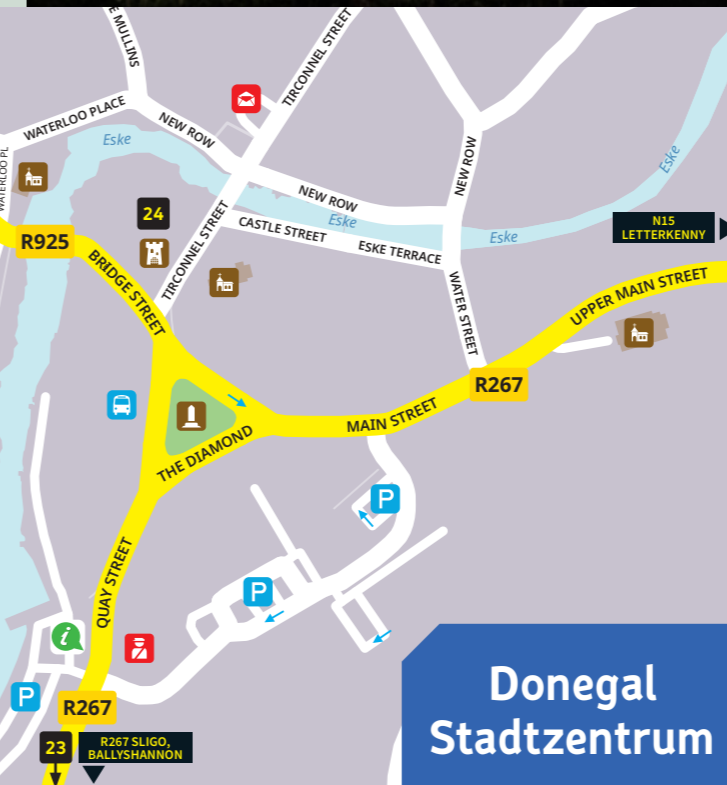 E MULLINS
TIRCONNEL STREET
WATERLOO PLACE
NEW ROW
Eske
WATERLOO PL
NEW ROW
NEW ROW
Eske
Eske
24
TIRCONNEL STREET
CASTLE STREET
Eske
ESKE TERRACE
N15
LETTERKENNY
R925
BRIDGE STREET
WATER STREET
UPPER MAIN STREET
R267
MAIN STREET
THE DIAMOND
P
P
QUAY STREET
i
P
R267
23
R267 SLIGO,
BALLYSHANNON
Donegal
Stadtzentrum